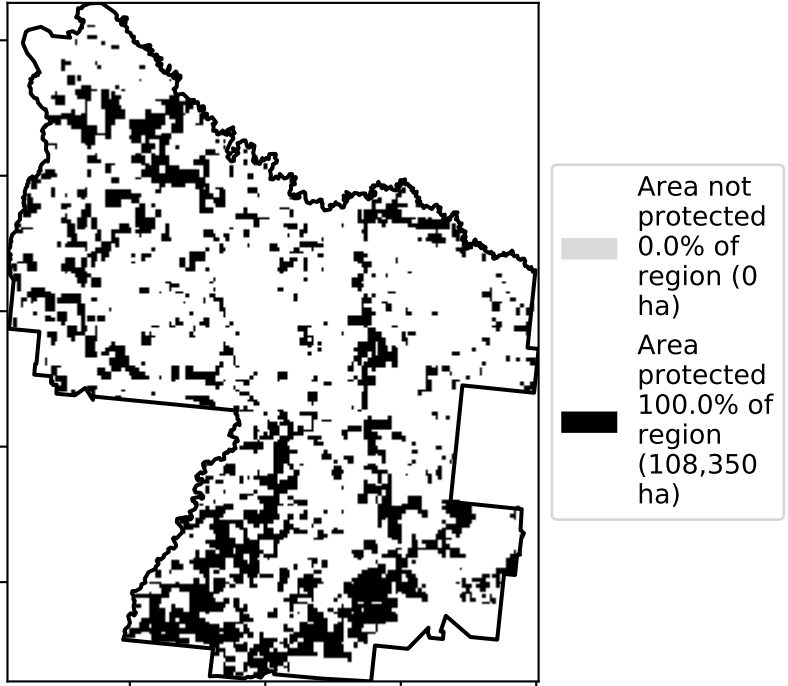 Area not
protected
0.0% of
region (0
ha)
Area
protected
100.0% of
region
(108,350
ha)